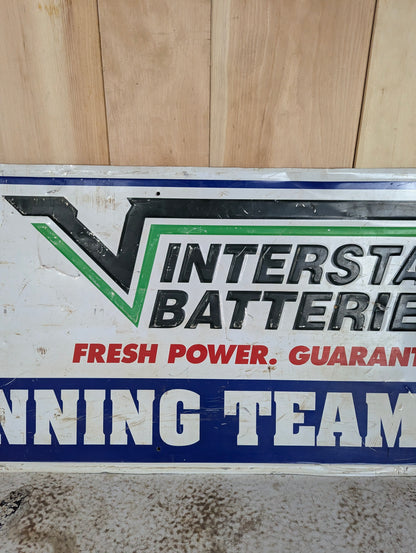 INTERSTA
BATTERIE
FRESH POWER. GUARANT
NNING TEAM